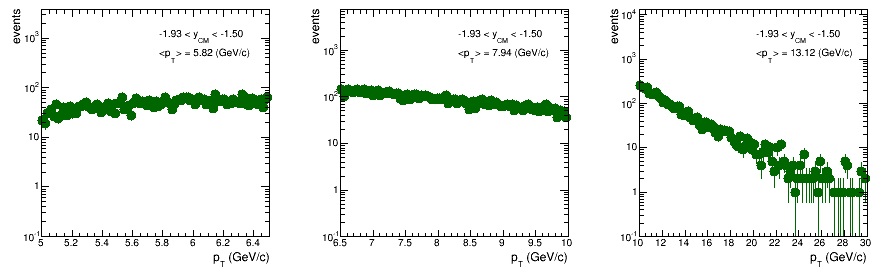 events
-1.93 < y_CM < -1.50
<p_T> = 5.82 (GeV/c)
10^3
10^2
10
1
10^-1
5 5.2 5.4 5.6 5.8 6 6.2 6.4
p_T (GeV/c)
events
-1.93 < y_CM < -1.50
<p_T> = 7.94 (GeV/c)
10^3
10^2
10
1
10^-1
6.5 7 7.5 8 8.5 9 9.5 10
p_T (GeV/c)
events
10^4
-1.93 < y_CM < -1.50
<p_T> = 13.12 (GeV/c)
10^3
10^2
10
1
10^-1
10 12 14 16 18 20 22 24 26 28 30
p_T (GeV/c)